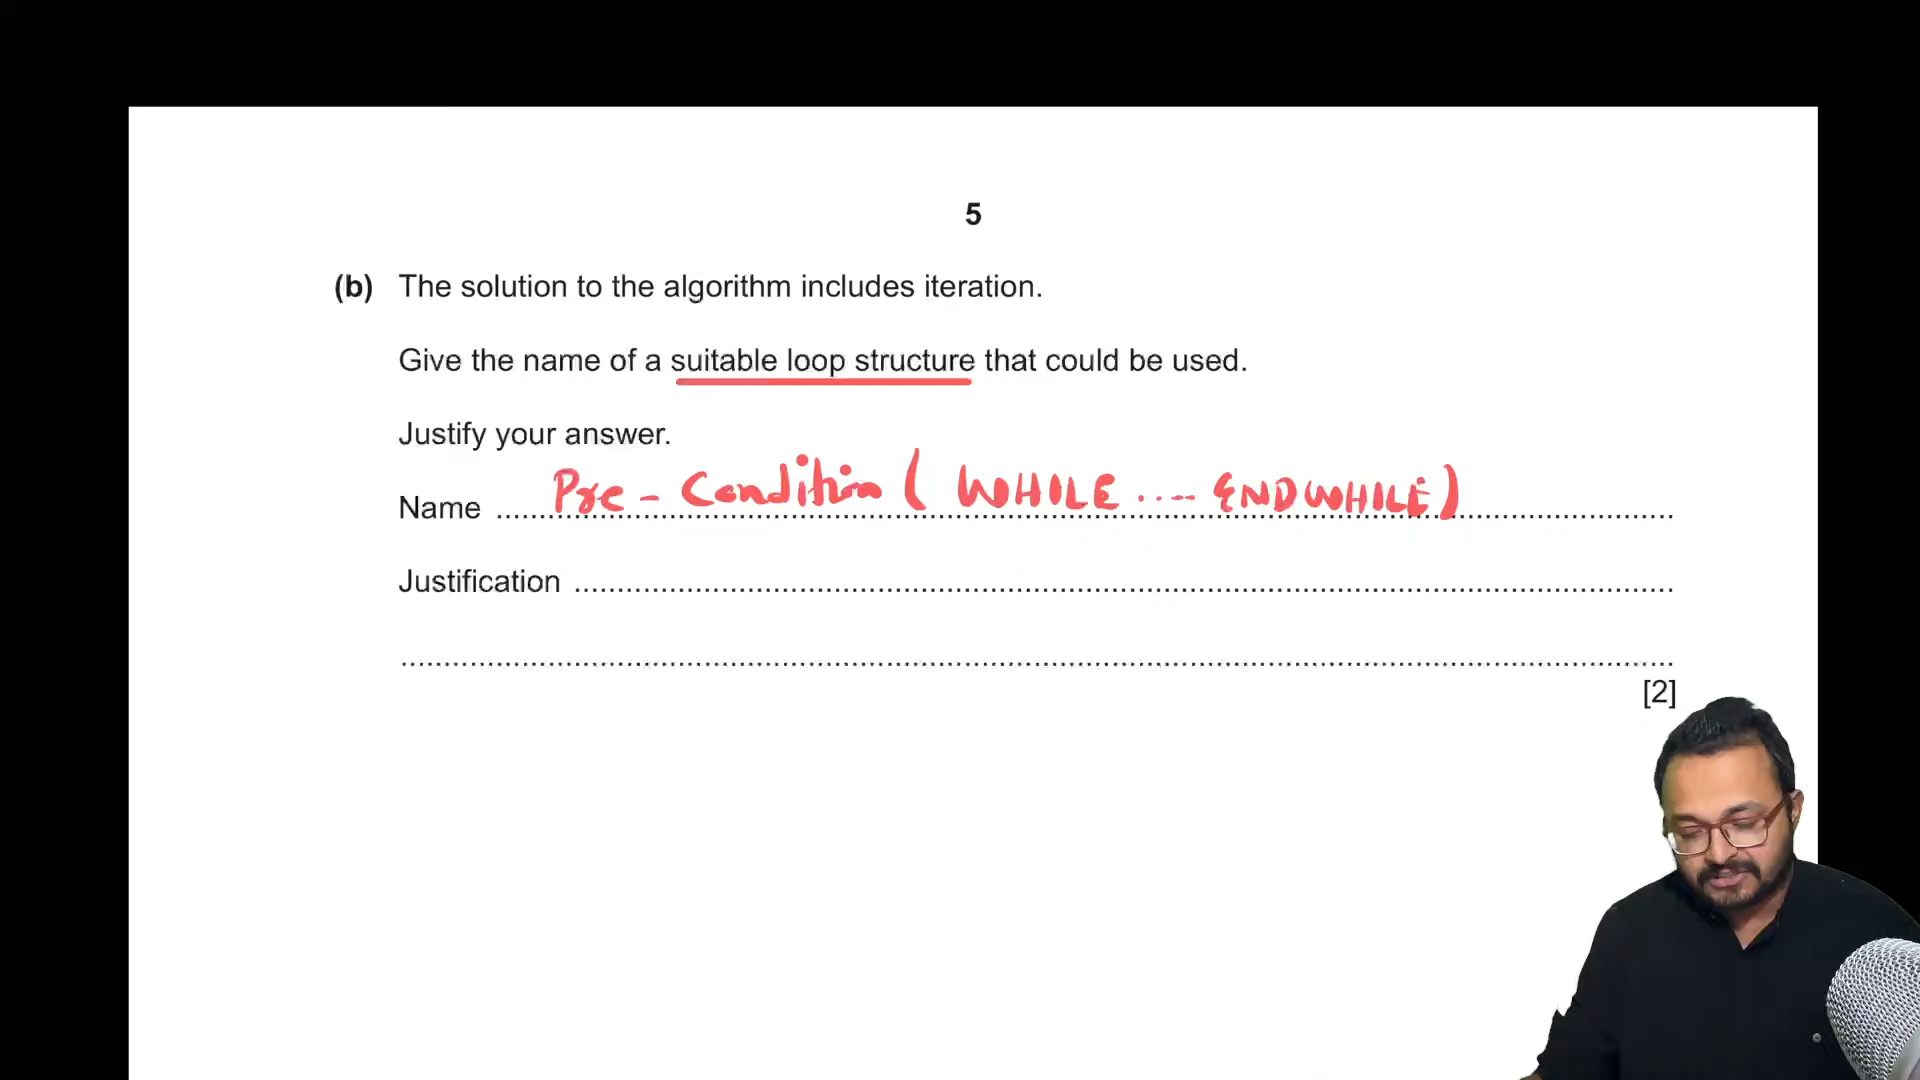 5
(b) The solution to the algorithm includes iteration.
Give the name of a suitable loop structure that could be used.
Justify your answer.
Name Pre - Condition ( WHILE .... ENDWHILE)
Justification
[2]